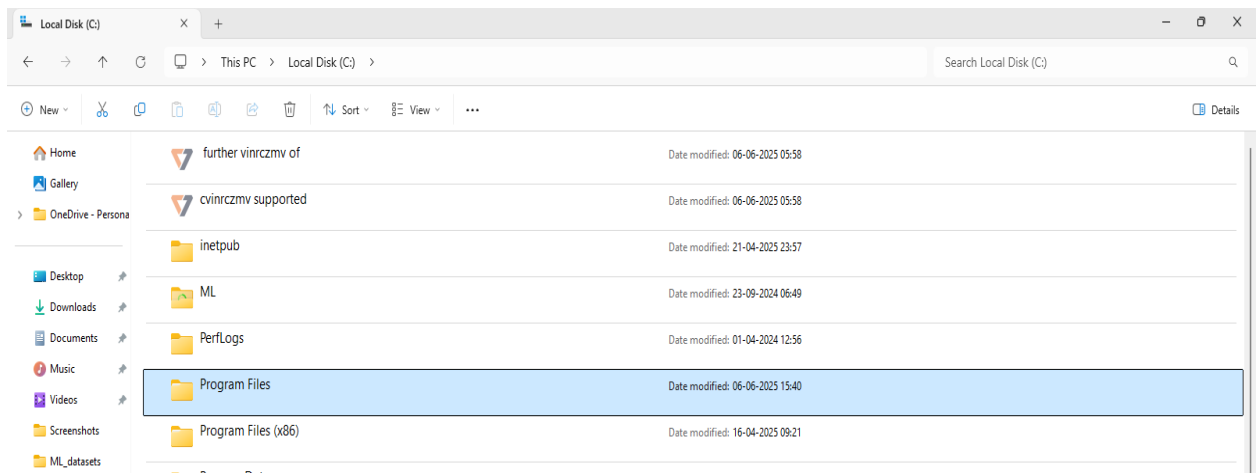 Local Disk (C:)
This PC > Local Disk (C:) >
Search Local Disk (C:)
New
Sort
View
Details
Home
Gallery
OneDrive - Persona
Desktop
Downloads
Documents
Music
Videos
Screenshots
ML_datasets
further vinrczmv of Date modified: 06-06-2025 05:58
cvinrczmv supported Date modified: 06-06-2025 05:58
inetpub Date modified: 21-04-2025 23:57
ML Date modified: 23-09-2024 06:49
PerfLogs Date modified: 01-04-2024 12:56
Program Files Date modified: 06-06-2025 15:40
Program Files (x86) Date modified: 16-04-2025 09:21